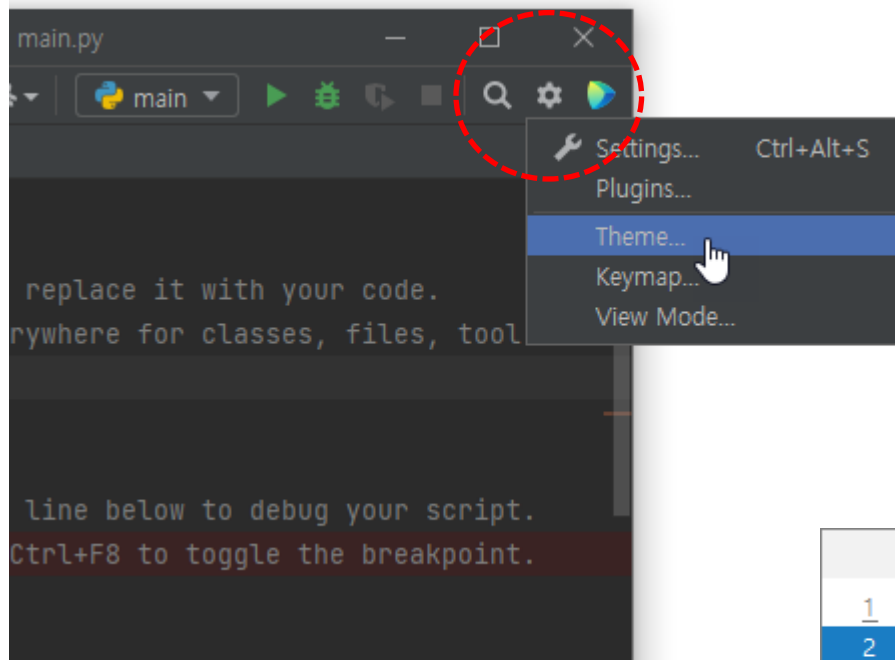 main.py
main
Settings... Ctrl+Alt+S
Plugins...
Theme...
Keymap...
View Mode...
replace it with your code.
rywhere for classes, files, tool
line below to debug your script.
Ctrl+F8 to toggle the breakpoint.
1
2